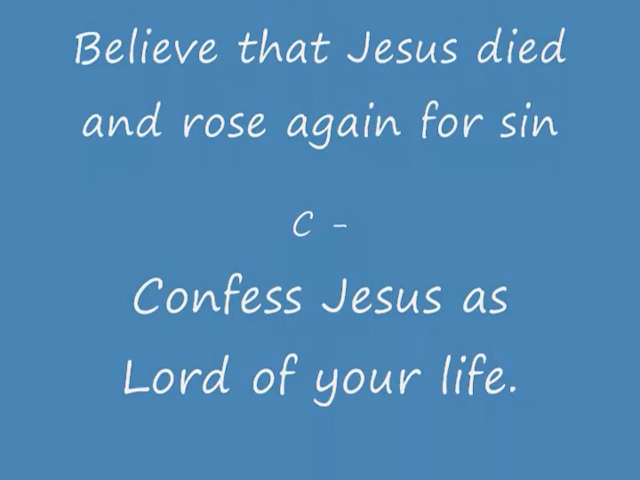 Believe that Jesus died
and rose again for sin
C -
Confess Jesus as
Lord of your life.